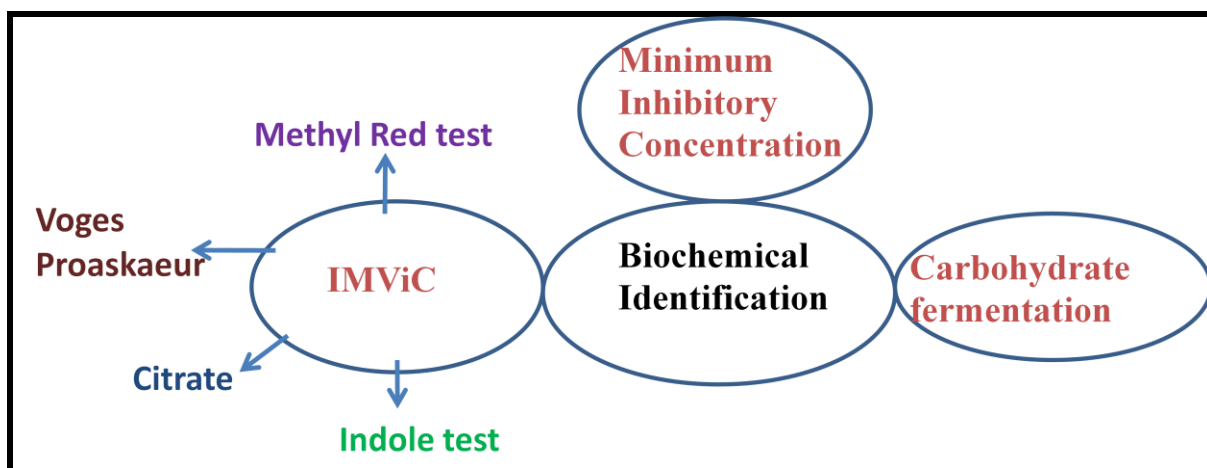 Minimum
Inhibitory
Concentration
Methyl Red test
Voges
Proaskaeur
IMViC
Biochemical
Identification
Carbohydrate
fermentation
Citrate
Indole test